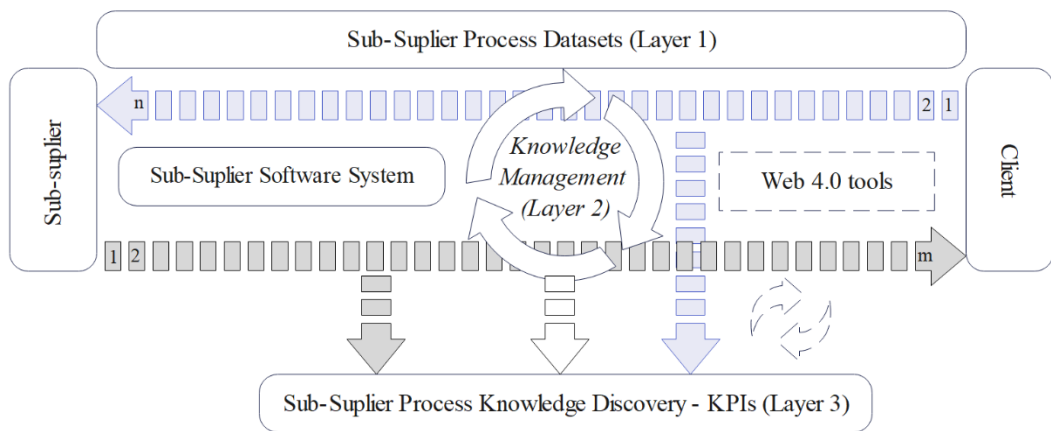 Sub-Suplier Process Datasets (Layer 1)
Sub-suplier
n
2 1
Client
Knowledge
Management
(Layer 2)
Sub-Suplier Software System
Web 4.0 tools
1 2
m
Sub-Suplier Process Knowledge Discovery - KPIs (Layer 3)